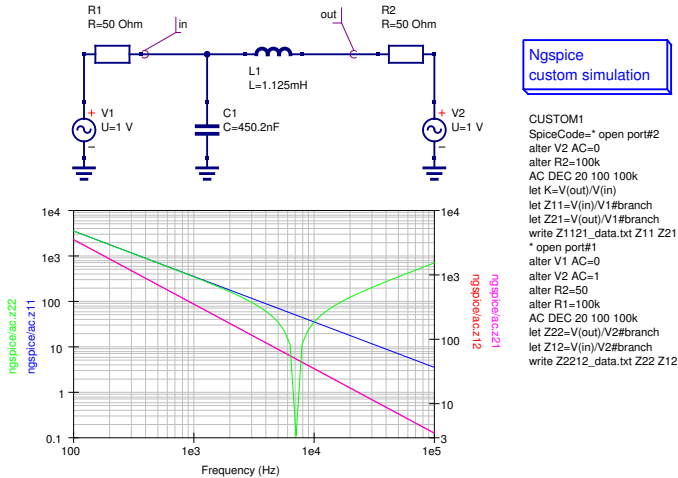 R1
R=50 Ohm
in
out
R2
R=50 Ohm
L1
L=1.125mH
+
V1
U=1 V
–
C1
C=450.2nF
+
V2
U=1 V
–
Ngspice
custom simulation
CUSTOM1
SpiceCode=* open port#2
alter V2 AC=0
alter R2=100k
AC DEC 20 100 100k
let K=V(out)/V(in)
let Z11=V(in)/V1#branch
let Z21=V(out)/V1#branch
write Z1121_data.txt Z11 Z21
* open port#1
alter V1 AC=0
alter V2 AC=1
alter R2=50
alter R1=100k
AC DEC 20 100 100k
let Z22=V(out)/V2#branch
let Z12=V(in)/V2#branch
write Z2212_data.txt Z22 Z12
ngspice/ac.z22
ngspice/ac.z11
1e4
1e3
100
10
1
0.1
1e4
1e3
100
10
3
ngspice/ac.z12
ngspice/ac.z21
100
1e3
1e4
1e5
Frequency (Hz)